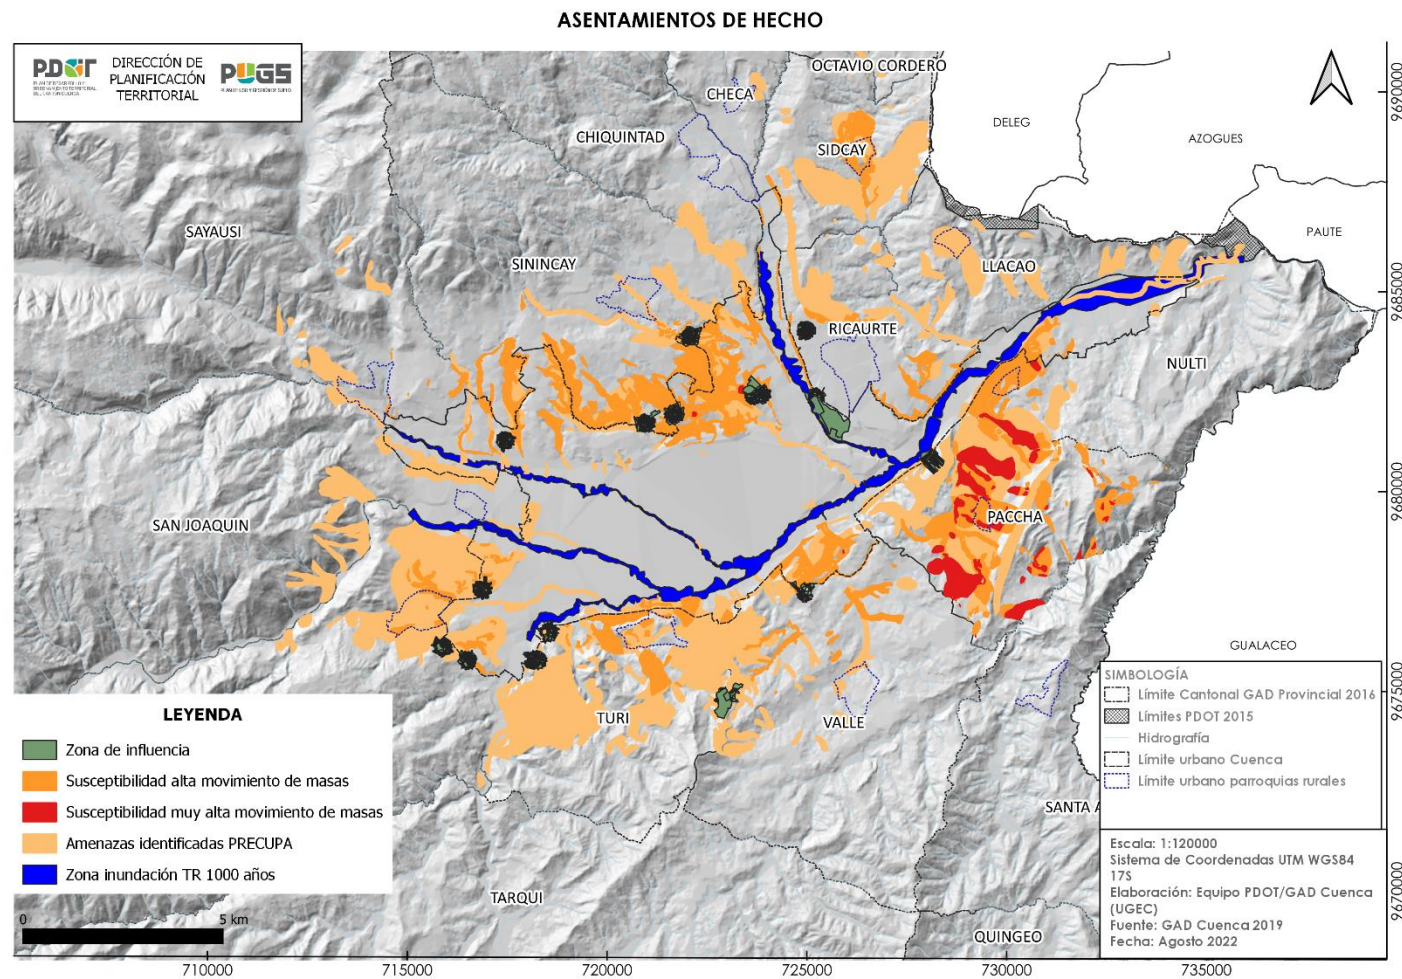 ASENTAMIENTOS DE HECHO
PDOT
DIRECCIÓN DE
PLANIFICACIÓN
TERRITORIAL
PUGS
OCTAVIO CORDERO
CHECA
CHIQUINTAD
SIDCAY
DELEG
AZOGUES
PAUTE
SAYAUSI
SININCAY
LLACAO
RICAURTE
NULTI
SAN JOAQUIN
PACCHA
GUALACEO
TURI
VALLE
SANTA A
TARQUI
QUINGEO
9690000
9685000
9680000
9675000
9670000
LEYENDA
Zona de influencia
Susceptibilidad alta movimiento de masas
Susceptibilidad muy alta movimiento de masas
Amenazas identificadas PRECUPA
Zona inundación TR 1000 años
0
5 km
SIMBOLOGÍA
Límite Cantonal GAD Provincial 2016
Límites PDOT 2015
Hidrografía
Límite urbano Cuenca
Límite urbano parroquias rurales
Escala: 1:120000
Sistema de Coordenadas UTM WGS84
17S
Elaboración: Equipo PDOT/GAD Cuenca
(UGEC)
Fuente: GAD Cuenca 2019
Fecha: Agosto 2022
710000
715000
720000
725000
730000
735000